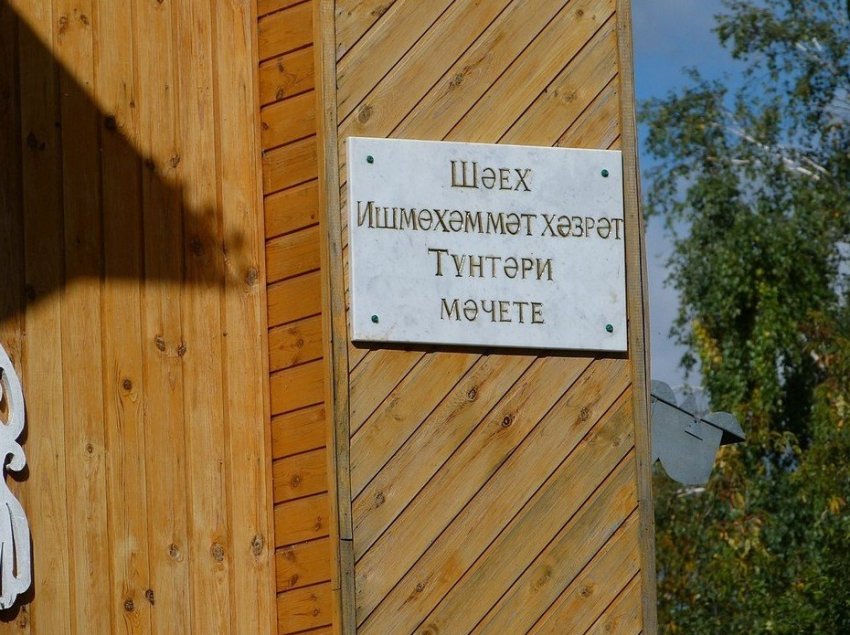 Шәех
Ишмөхәммәт хәзрәт
Түнтәри
мәчете